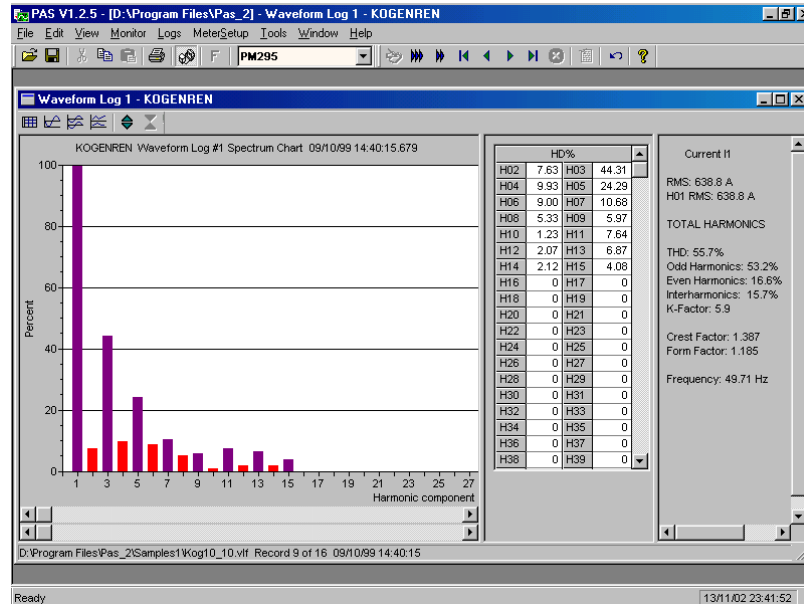 PAS V1.2.5 - [D:\Program Files\Pas_2] - Waveform Log 1 - KOGENREN
File Edit View Monitor Logs MeterSetup Tools Window Help
F PM295
Waveform Log 1 - KOGENREN
KOGENREN Waveform Log #1 Spectrum Chart 09/10/99 14:40:15.679
100
80
60
40
20
0
Percent
1 3 5 7 9 11 13 15 17 19 21 23 25 27
Harmonic component
HD%
H02 7.63 H03 44.31
H04 9.93 H05 24.29
H06 9.00 H07 10.68
H08 5.33 H09 5.97
H10 1.23 H11 7.64
H12 2.07 H13 6.87
H14 2.12 H15 4.08
H16 0 H17 0
H18 0 H19 0
H20 0 H21 0
H22 0 H23 0
H24 0 H25 0
H26 0 H27 0
H28 0 H29 0
H30 0 H31 0
H32 0 H33 0
H34 0 H35 0
H36 0 H37 0
H38 0 H39 0
Current I1
RMS: 638.8 A
H01 RMS: 638.8 A
TOTAL HARMONICS
THD: 55.7%
Odd Harmonics: 53.2%
Even Harmonics: 16.6%
Interharmonics: 15.7%
K-Factor: 5.9
Crest Factor: 1.387
Form Factor: 1.185
Frequency: 49.71 Hz
D:\Program Files\Pas_2\Samples1\Kog10_10.vlf Record 9 of 16 09/10/99 14:40:15
Ready
13/11/02 23:41:52